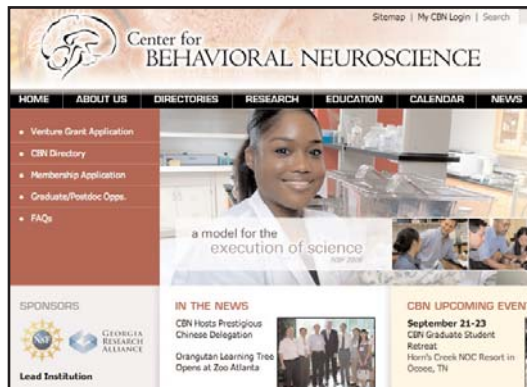 Sitemap | My CBN Login | Search
Center for
BEHAVIORAL NEUROSCIENCE
HOME ABOUT US DIRECTORIES RESEARCH EDUCATION CALENDAR NEWS
Venture Grant Application
CBN Directory
Membership Application
Graduate/Postdoc Opps.
FAQs
a model for the
execution of science
SPONSORS
NSF
GEORGIA
RESEARCH
ALLIANCE
Lead Institution
IN THE NEWS
CBN Hosts Prestigious
Chinese Delegation
Orangutan Learning Tree
Opens at Zoo Atlanta
CBN UPCOMING EVEN
September 21-23
CBN Graduate Student
Retreat
Horn's Creek NOC Resort in
Ocoee, TN